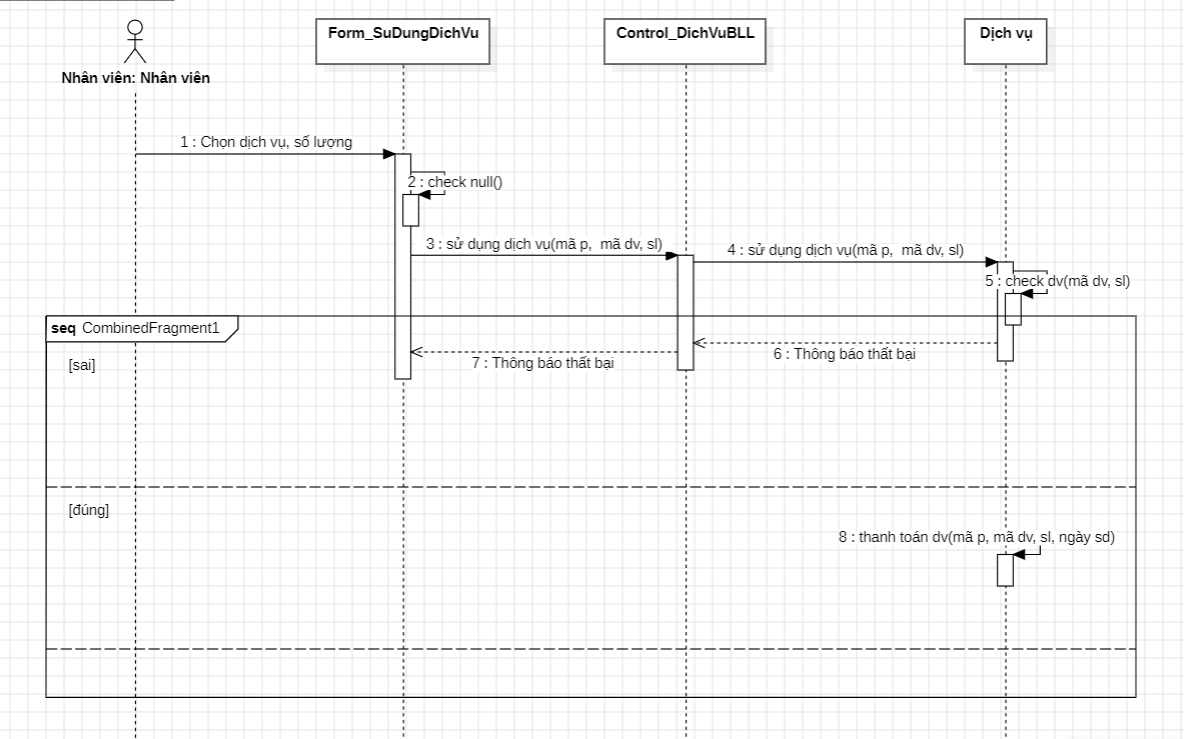 Form_SuDungDichVu
Control_DichVuBLL
Dịch vụ
Nhân viên: Nhân viên
1 : Chọn dịch vụ, số lượng
2 : check null()
3 : sử dụng dịch vụ(mã p, mã dv, sl)
4 : sử dụng dịch vụ(mã p, mã dv, sl)
5 : check dv(mã dv, sl)
seq CombinedFragment1
6 : Thông báo thất bại
7 : Thông báo thất bại
[sai]
[đúng]
8 : thanh toán dv(mã p, mã dv, sl, ngày sd)